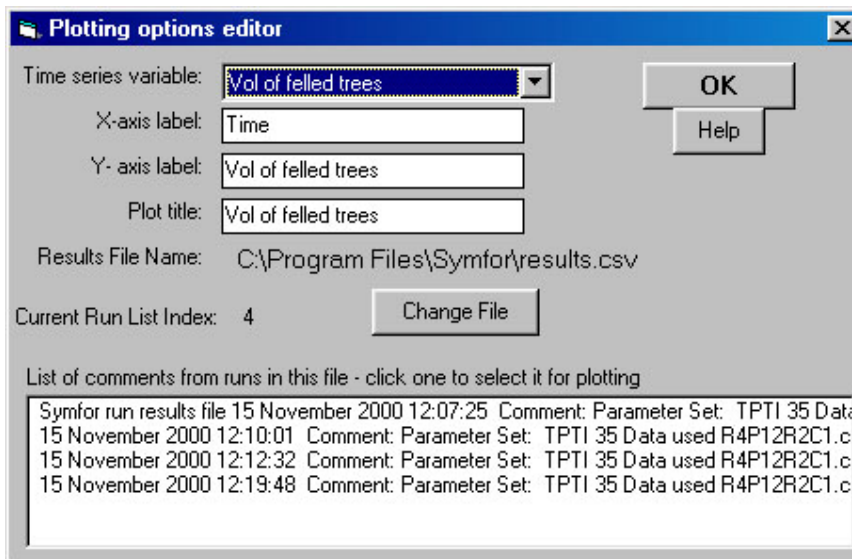 Plotting options editor
Time series variable: Vol of felled trees
OK
X-axis label: Time
Help
Y- axis label: Vol of felled trees
Plot title: Vol of felled trees
Results File Name: C:\Program Files\Symfor\results.csv
Current Run List Index: 4
Change File
List of comments from runs in this file - click one to select it for plotting
Symfor run results file 15 November 2000 12:07:25 Comment: Parameter Set: TPTI 35 Data
15 November 2000 12:10:01 Comment: Parameter Set: TPTI 35 Data used R4P12R2C1.c
15 November 2000 12:12:32 Comment: Parameter Set: TPTI 35 Data used R4P12R2C1.c
15 November 2000 12:19:48 Comment: Parameter Set: TPTI 35 Data used R4P12R2C1.c